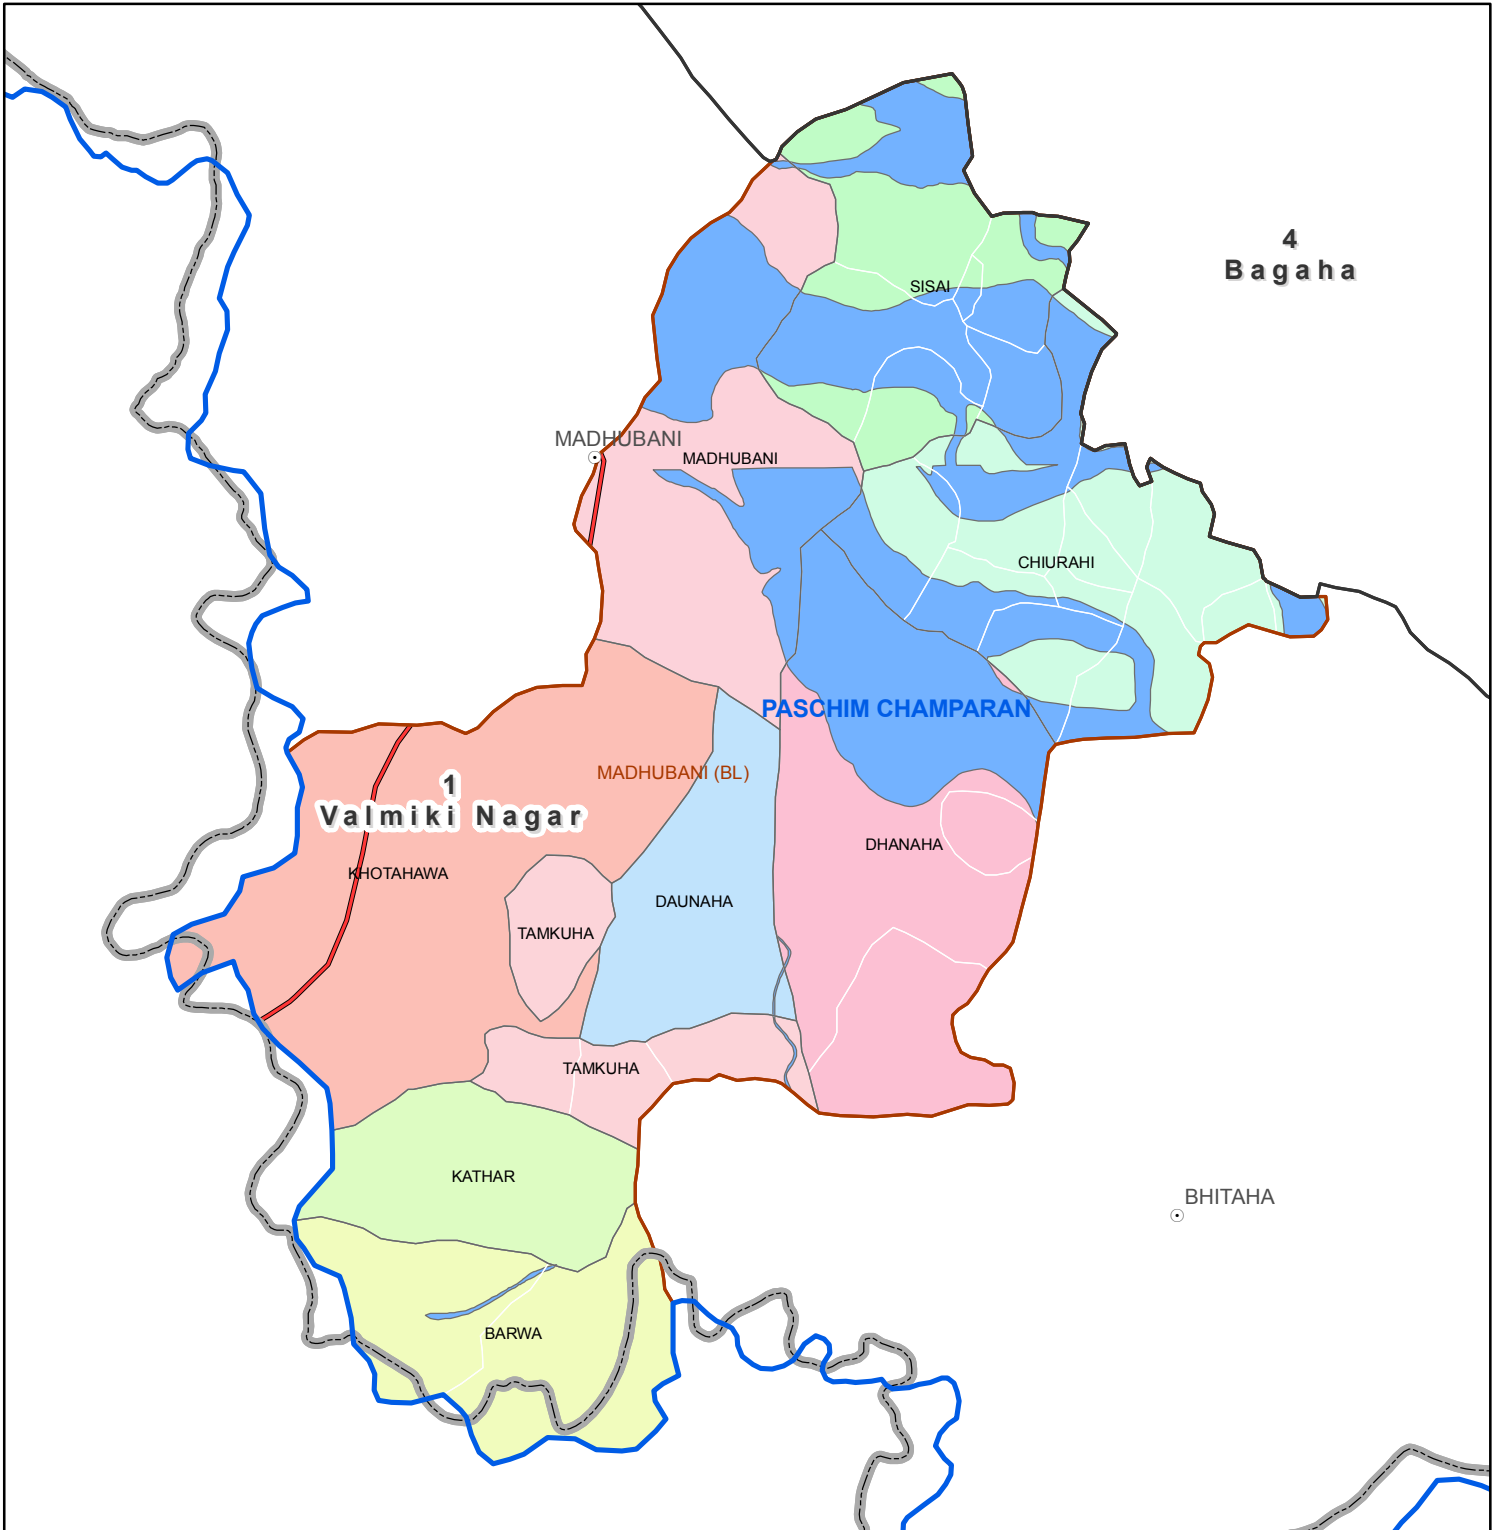 4
Bagaha
SISAI
MADHUBANI
MADHUBANI
CHIURAHI
PASCHIM CHAMPARAN
MADHUBANI (BL)
1
Valmiki Nagar
DHANAHA
KHOTAHAWA
DAUNAHA
TAMKUHA
TAMKUHA
KATHAR
BHITAHA
BARWA